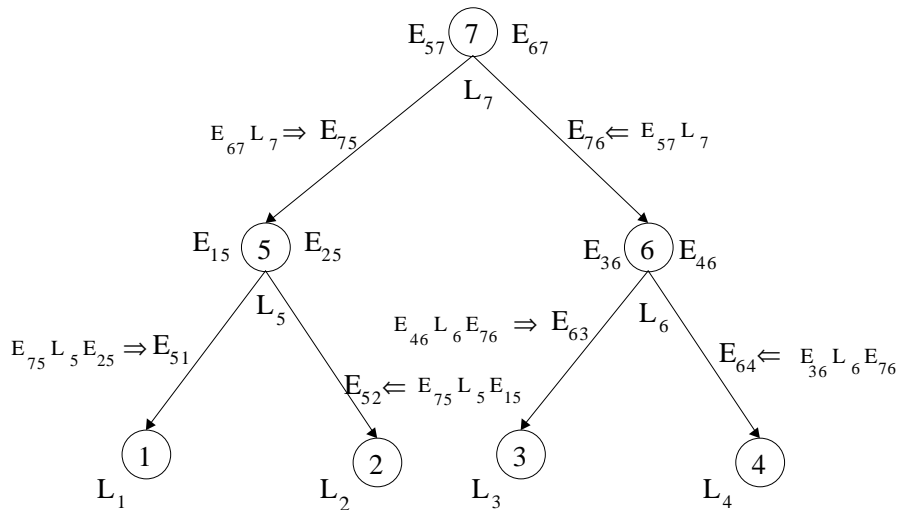 E57 7 E67
L7
E67 L7 ⇒ E75
E76 ⇐ E57 L7
E15 5 E25
E36 6 E46
L5
L6
E75 L5 E25 ⇒ E51
E52 ⇐ E75 L5 E15
E46 L6 E76 ⇒ E63
E64 ⇐ E36 L6 E76
1
2
3
4
L1
L2
L3
L4